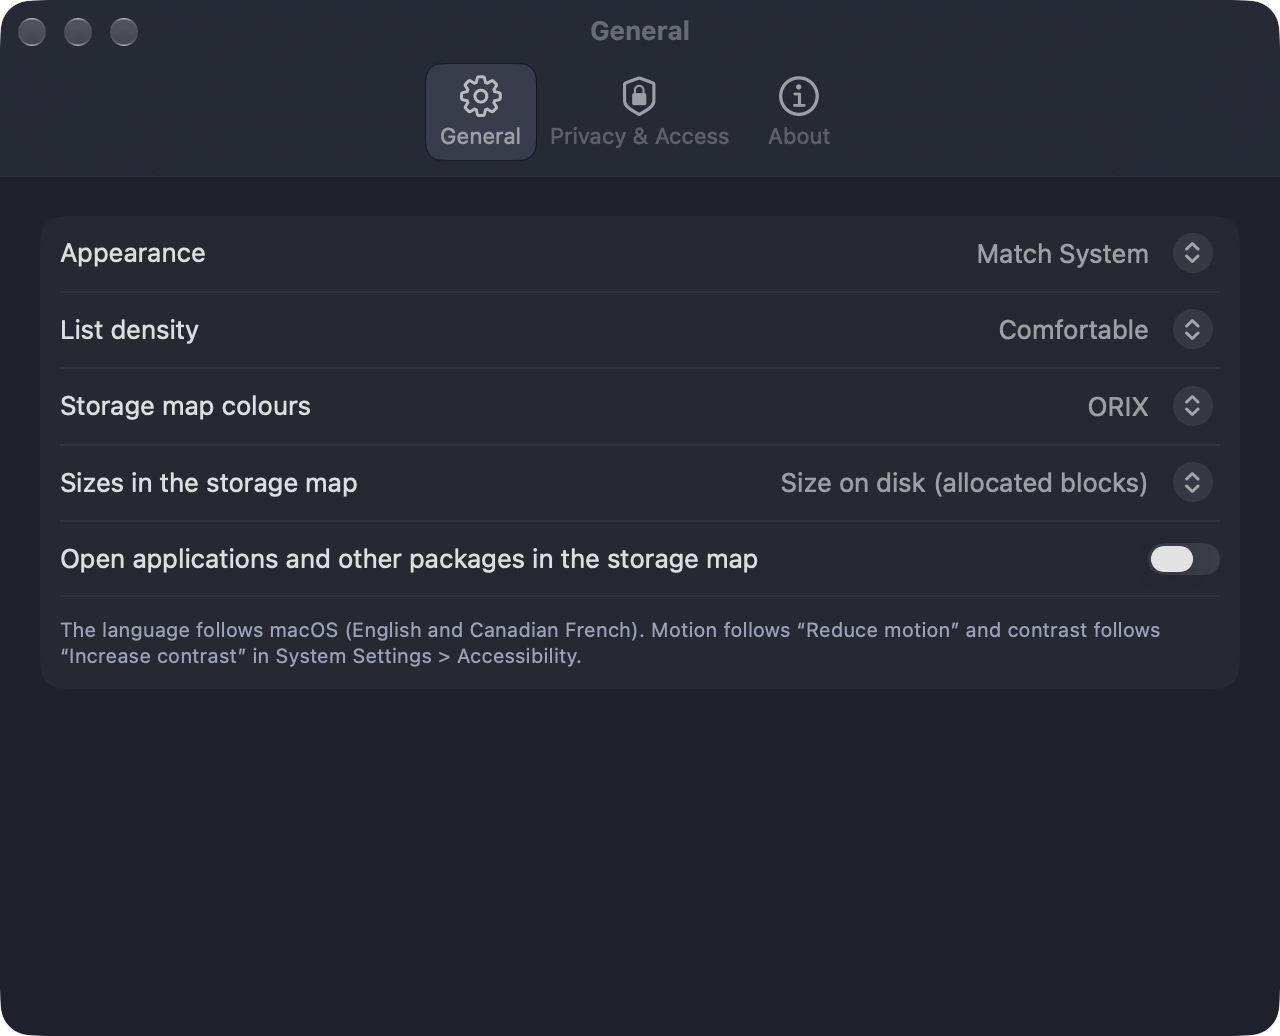 General
General
Privacy & Access
About
Appearance
Match System
List density
Comfortable
Storage map colours
ORIX
Sizes in the storage map
Size on disk (allocated blocks)
Open applications and other packages in the storage map
The language follows macOS (English and Canadian French). Motion follows “Reduce motion” and contrast follows
“Increase contrast” in System Settings > Accessibility.